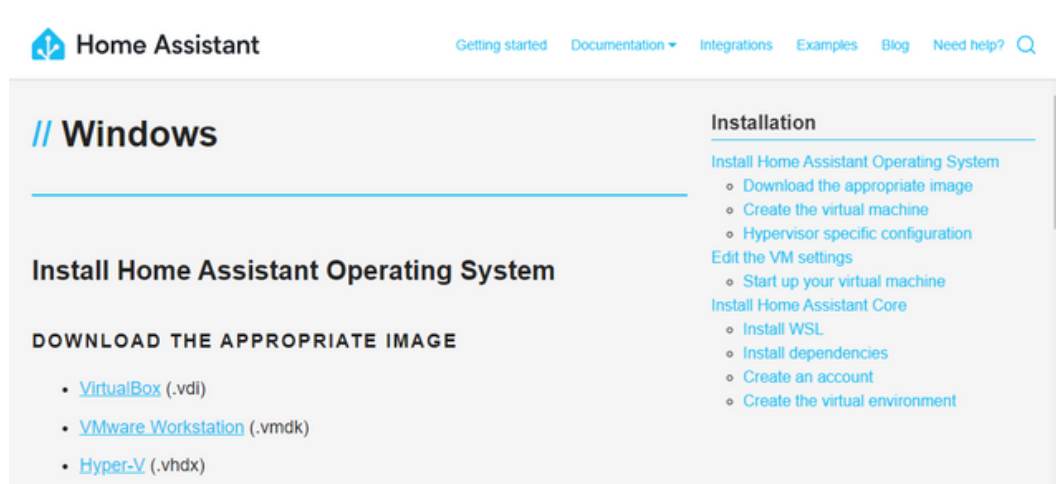 Home Assistant
Getting started Documentation Integrations Examples Blog Need help?
// Windows
Install Home Assistant Operating System
DOWNLOAD THE APPROPRIATE IMAGE
• VirtualBox (.vdi)
• VMware Workstation (.vmdk)
• Hyper-V (.vhdx)
Installation
Install Home Assistant Operating System
Download the appropriate image
Create the virtual machine
Hypervisor specific configuration
Edit the VM settings
Start up your virtual machine
Install Home Assistant Core
Install WSL
Install dependencies
Create an account
Create the virtual environment